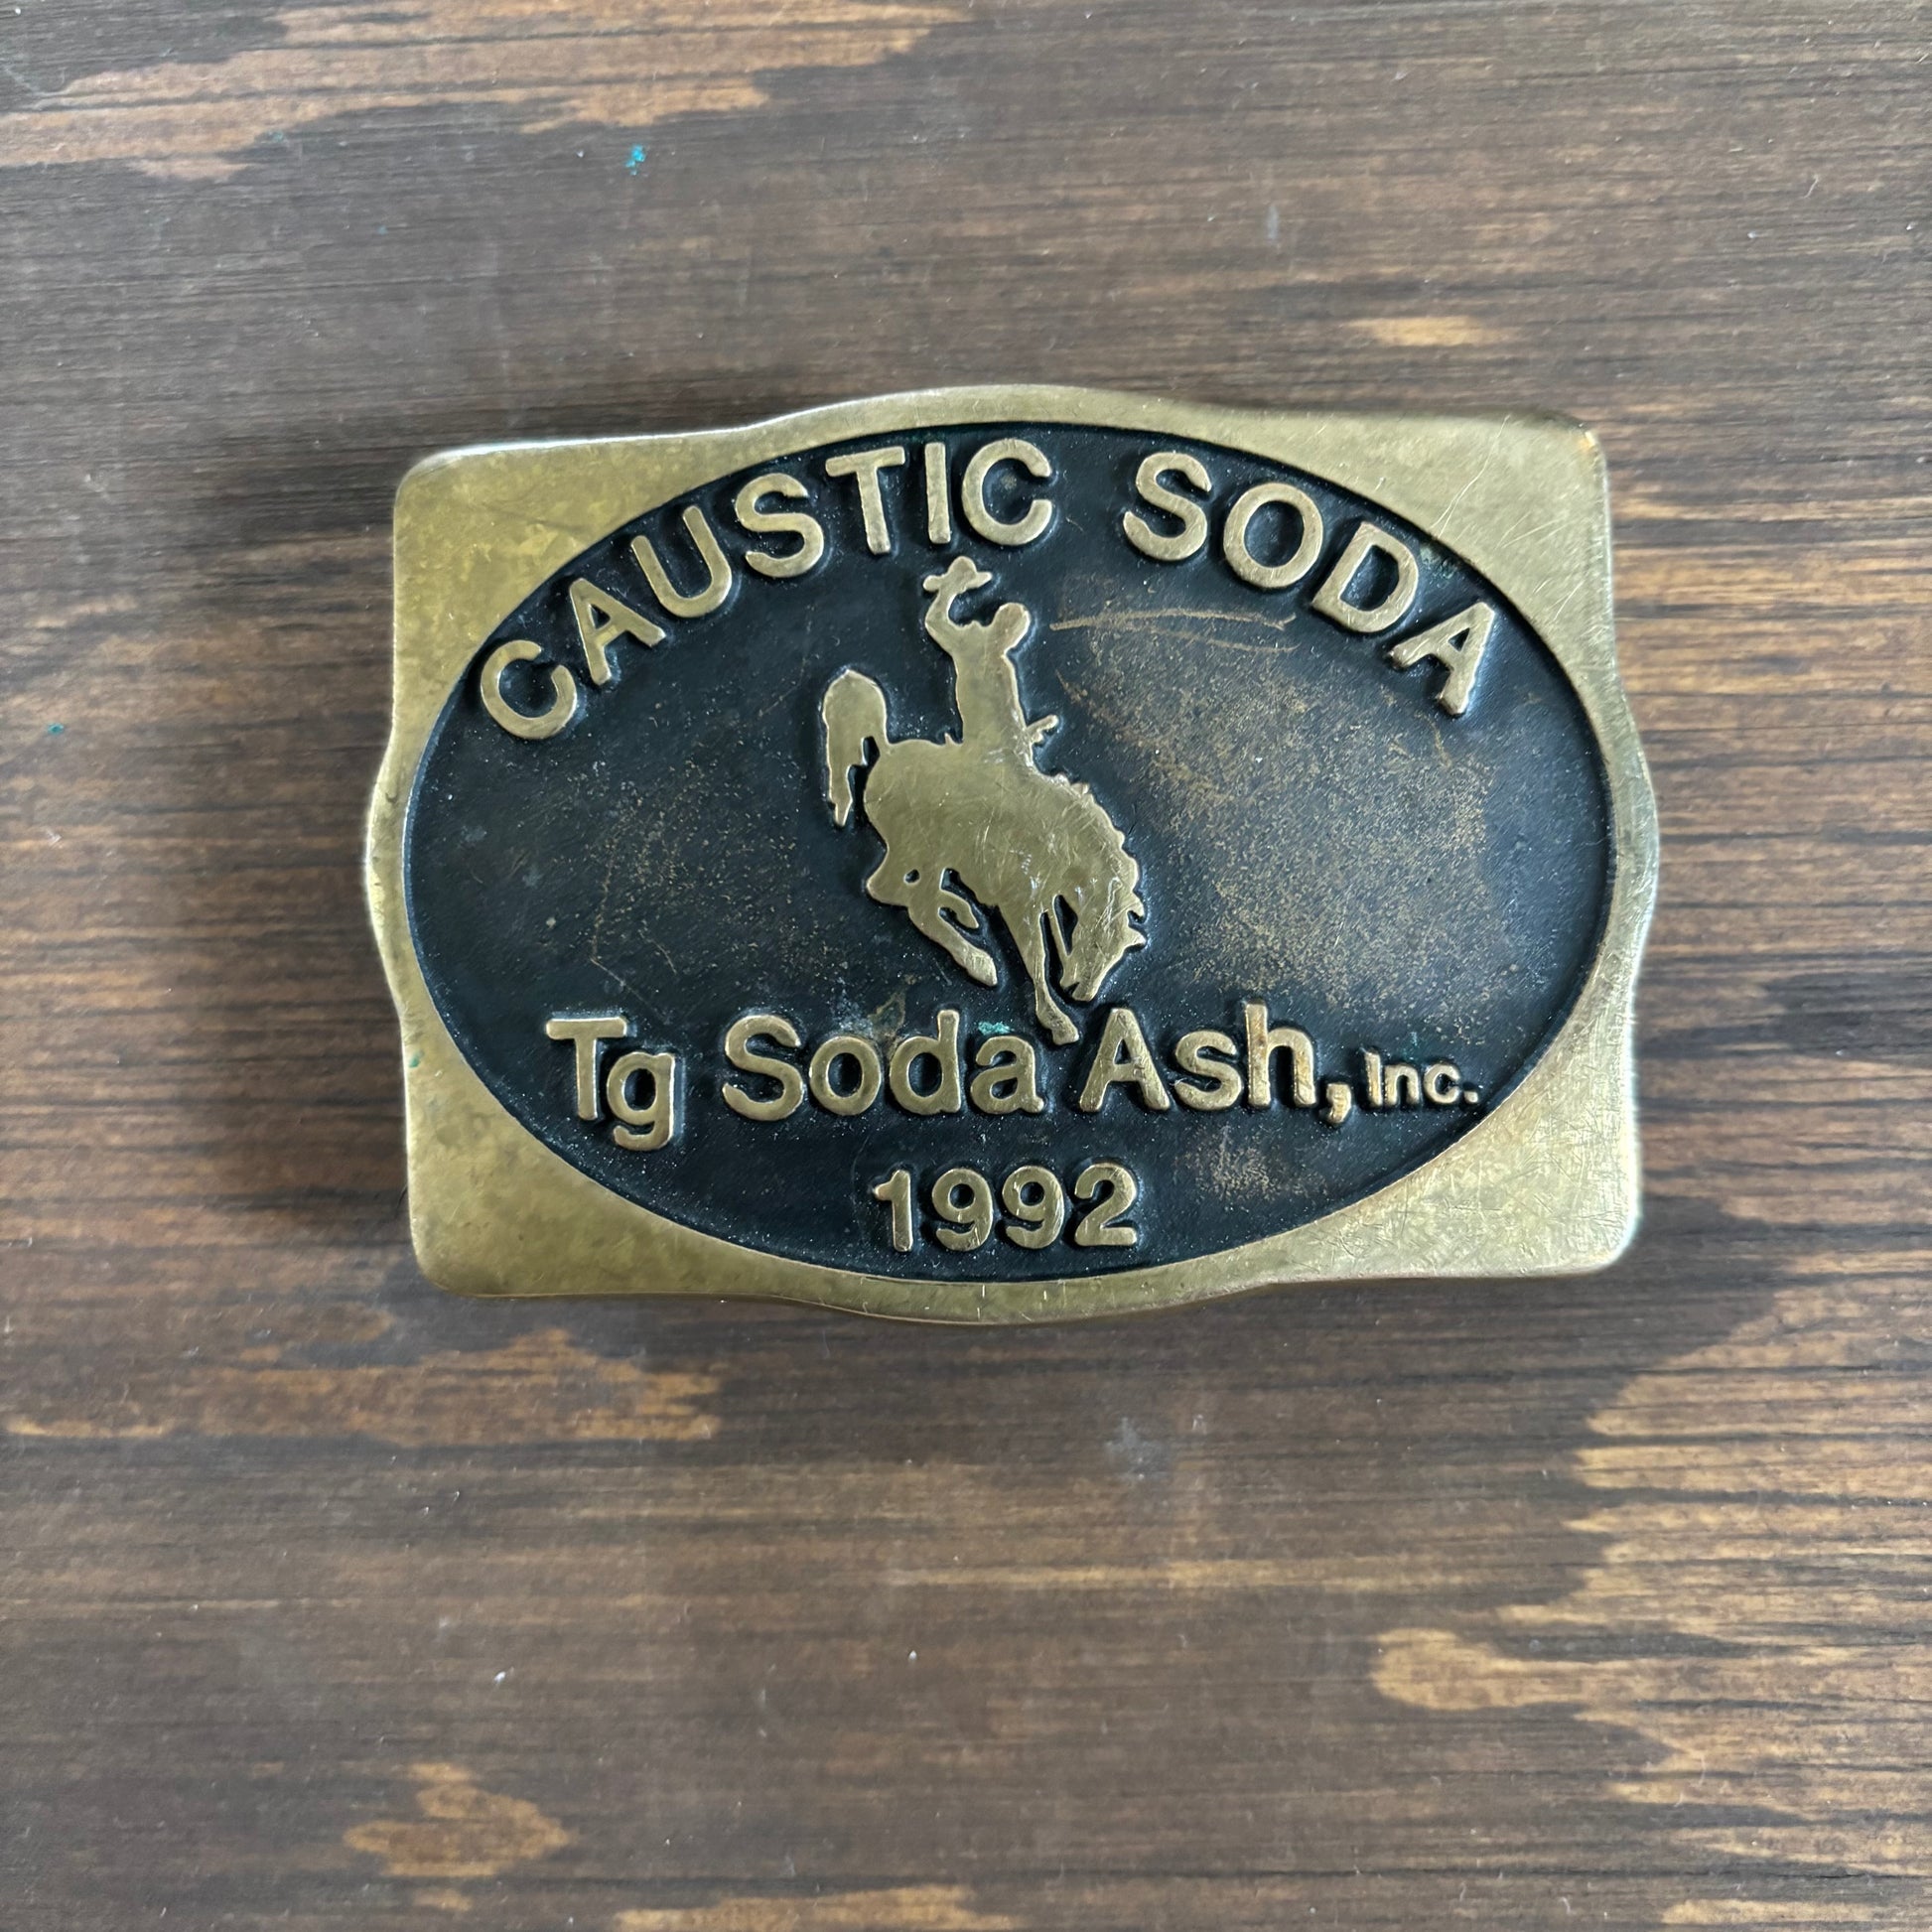 CAUSTIC SODA
Tg Soda Ash, Inc.
1992